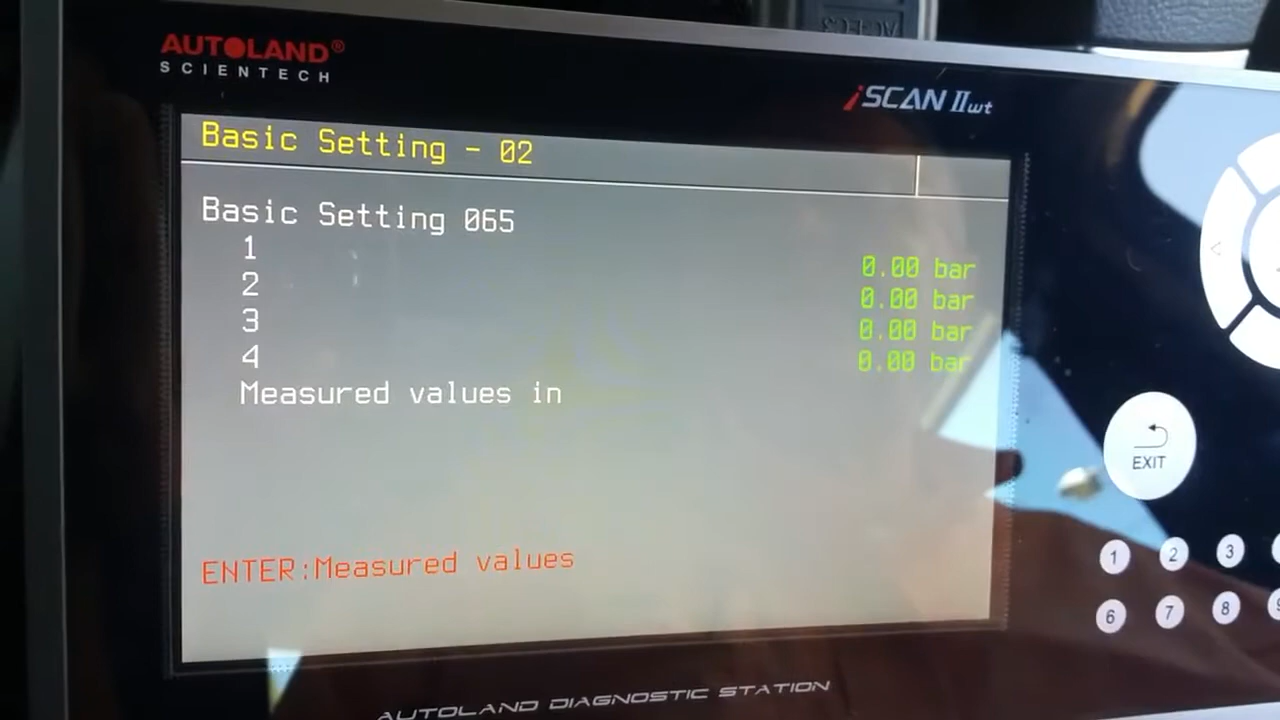 AUTOLAND®
SCIENTECH
iSCAN IIwt
Basic Setting - 02
Basic Setting 065
1 0.00 bar
2 0.00 bar
3 0.00 bar
4 0.00 bar
Measured values in
ENTER:Measured values
EXIT
1 2 3
6 7 8
AUTOLAND DIAGNOSTIC STATION